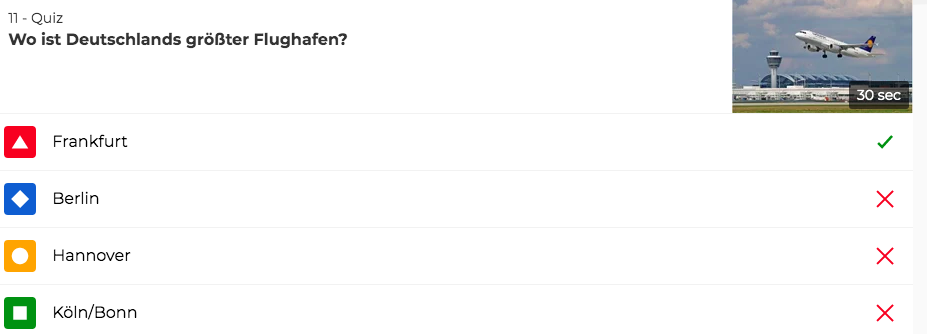 11 - Quiz
Wo ist Deutschlands größter Flughafen?
30 sec
Frankfurt
Berlin
Hannover
Köln/Bonn